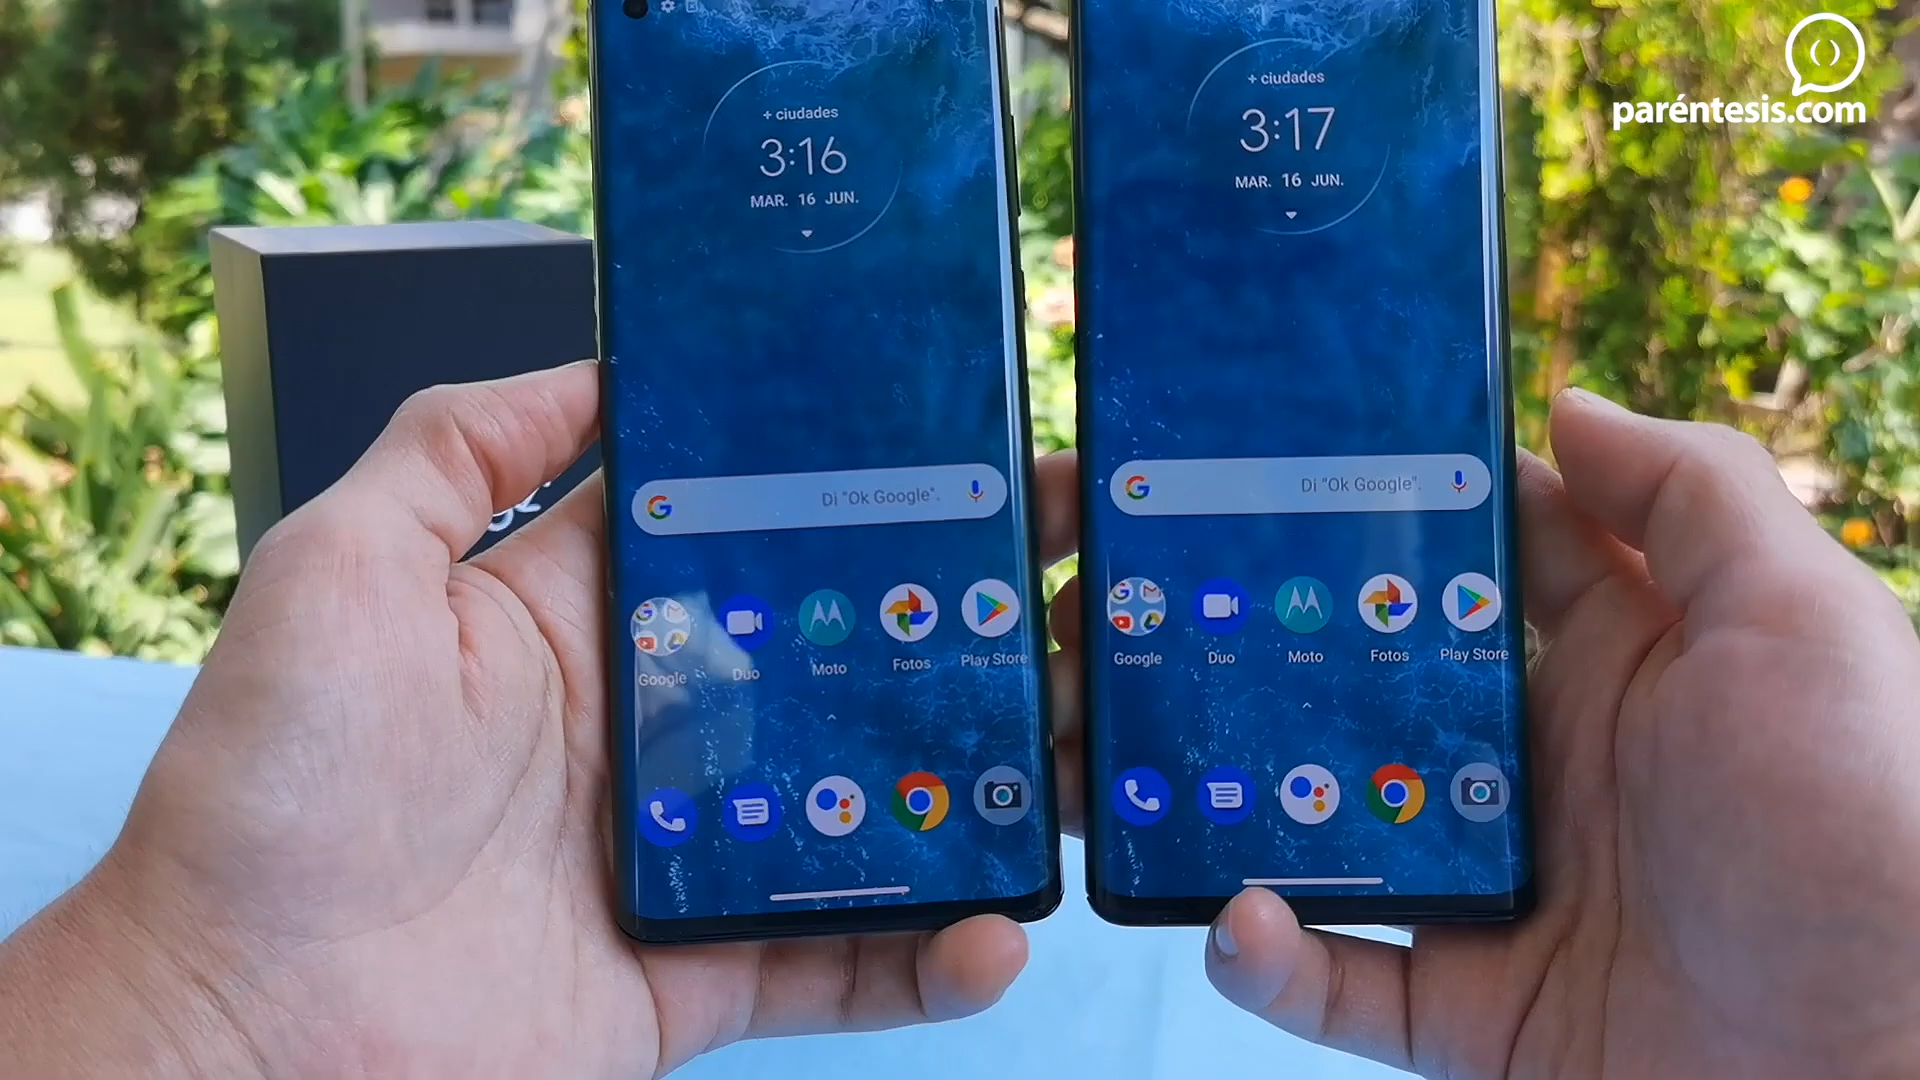 paréntesis.com
+ ciudades
3:16
MAR. 16 JUN.
Di "Ok Google".
Google
Duo
Moto
Fotos
Play Store
+ ciudades
3:17
MAR. 16 JUN.
Di "Ok Google".
Google
Duo
Moto
Fotos
Play Store